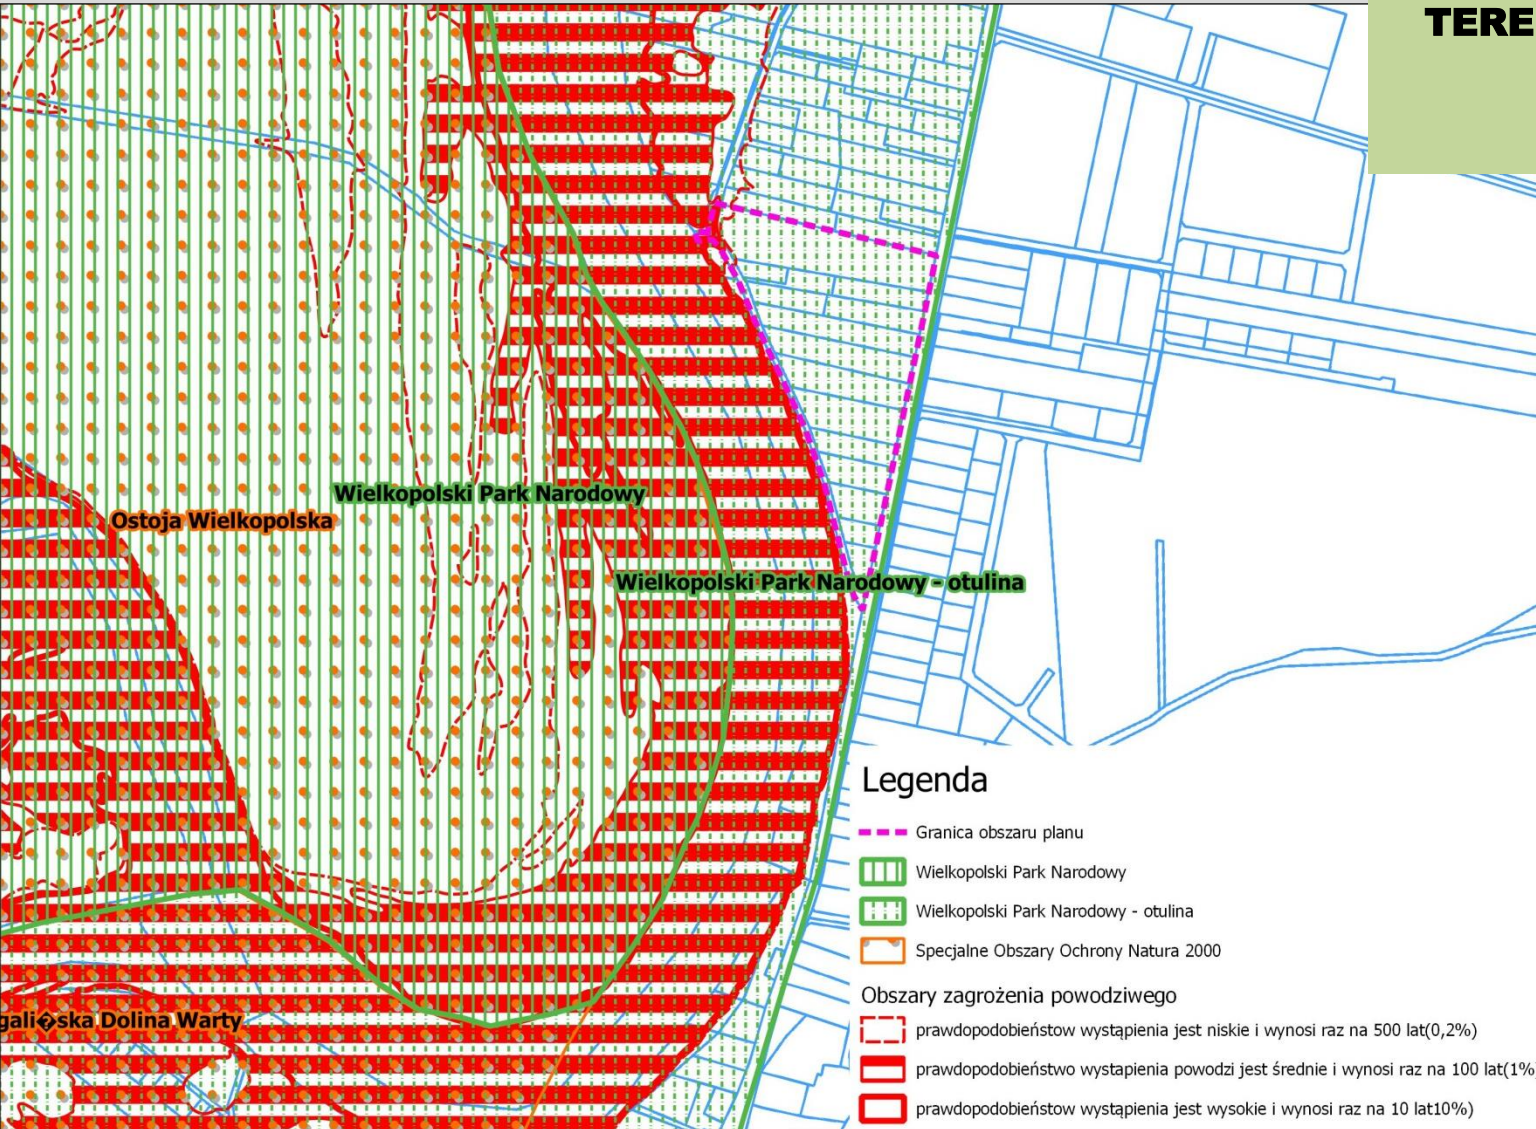 TERE
Wielkopolski Park Narodowy
Ostoja Wielkopolska
Wielkopolski Park Narodowy - otulina
gali�ska Dolina Warty
Legenda
Granica obszaru planu
Wielkopolski Park Narodowy
Wielkopolski Park Narodowy - otulina
Specjalne Obszary Ochrony Natura 2000
Obszary zagrożenia powodziwego
prawdopodobieństow wystąpienia jest niskie i wynosi raz na 500 lat(0,2%)
prawdopodobieństwo wystapienia powodzi jest średnie i wynosi raz na 100 lat(1%
prawdopodobieństow wystąpienia jest wysokie i wynosi raz na 10 lat10%)